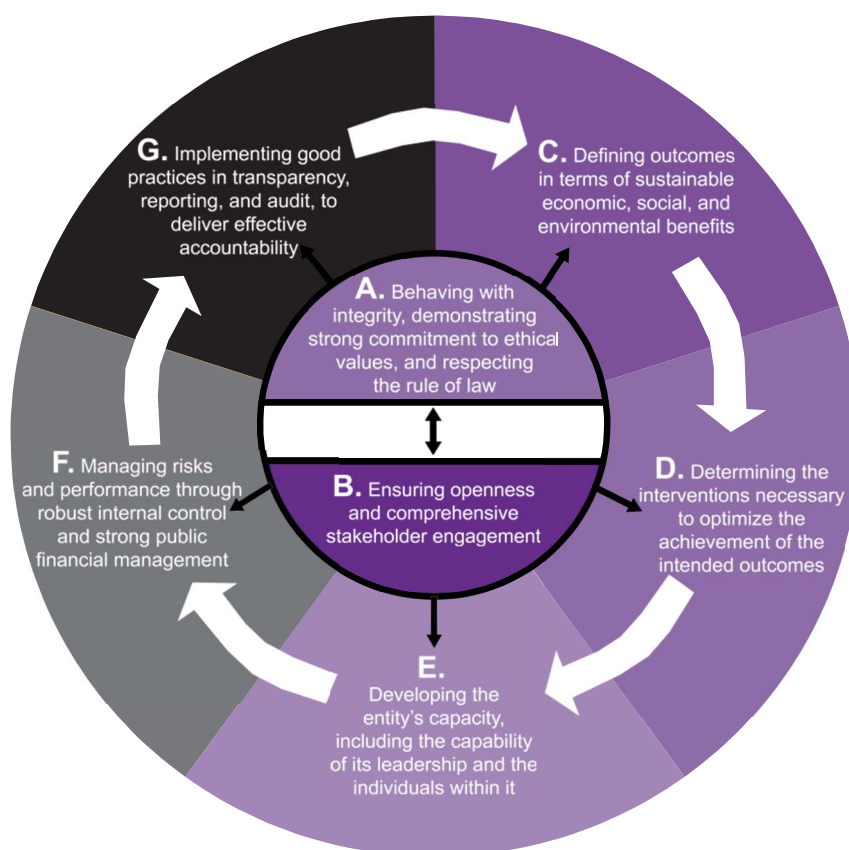 G. Implementing good
practices in transparency,
reporting, and audit, to
deliver effective
accountability
C. Defining outcomes
in terms of sustainable
economic, social, and
environmental benefits
A. Behaving with
integrity, demonstrating
strong commitment to ethical
values, and respecting
the rule of law
B. Ensuring openness
and comprehensive
stakeholder engagement
D. Determining the
interventions necessary
to optimize the
achievement of the
intended outcomes
E.
Developing the
entity's capacity,
including the capability
of its leadership and the
individuals within it
F. Managing risks
and performance through
robust internal control
and strong public
financial management